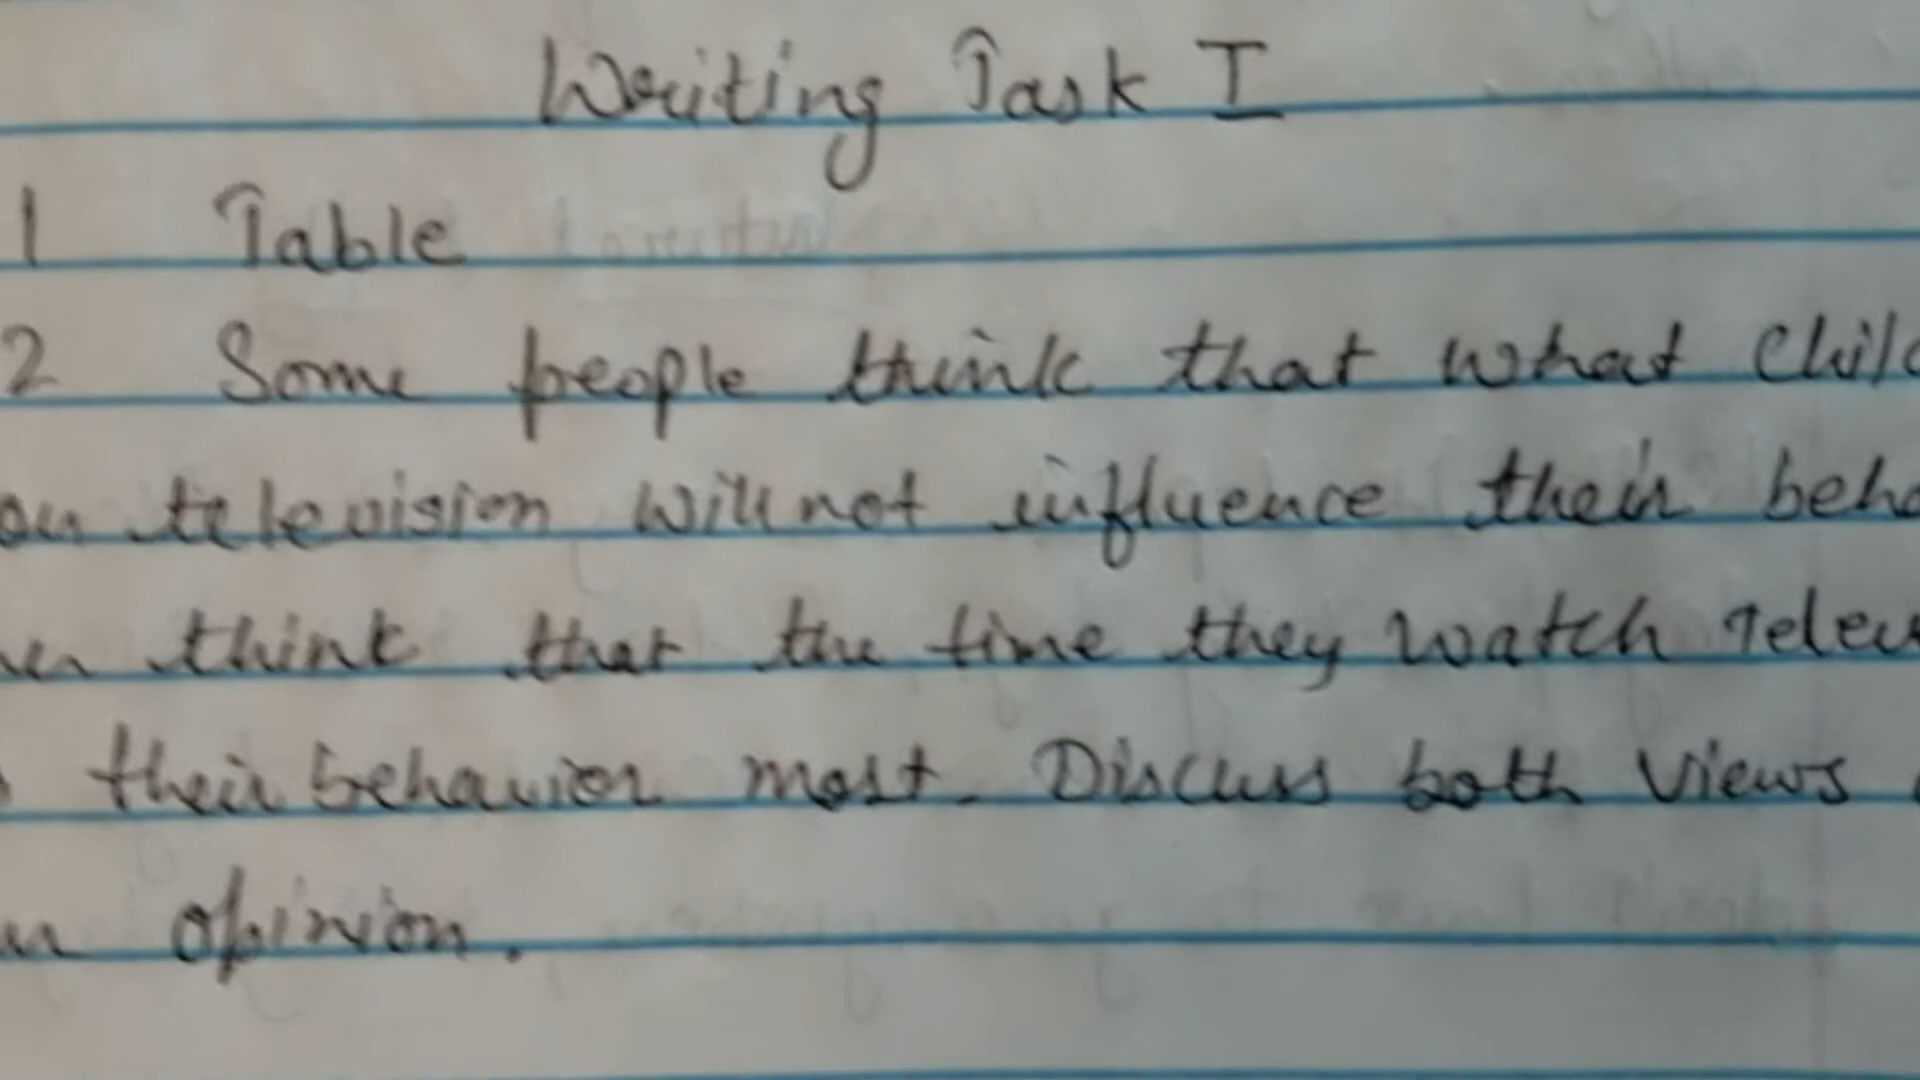 Writing Task I
1 Table
2 Some people think that what
television will not influence their
think that the time they watch
their behavior most. Discuss both views
opinion.